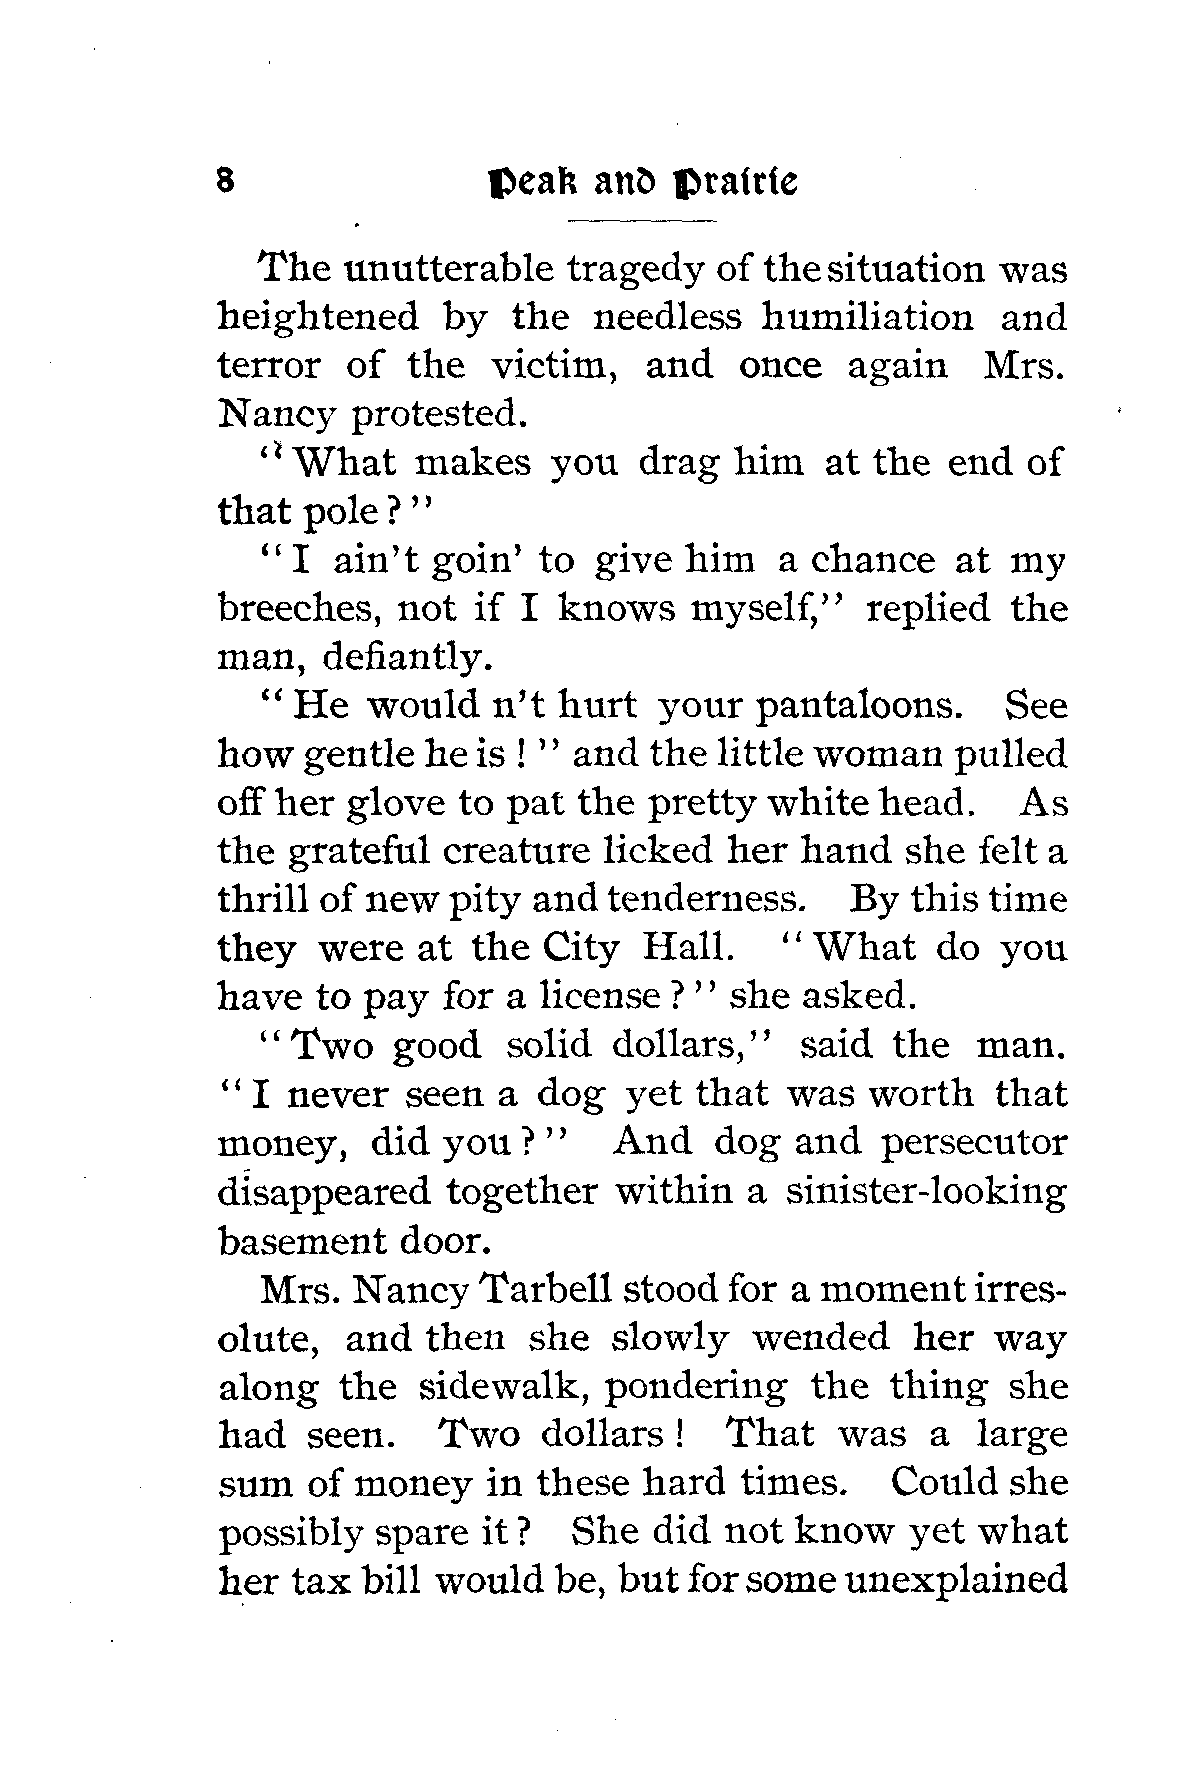 8 Peak and Prairie
The unutterable tragedy of the situation was
heightened by the needless humiliation and
terror of the victim, and once again Mrs.
Nancy protested.
"What makes you drag him at the end of
that pole?"
"I ain't goin' to give him a chance at my
breeches, not if I knows myself," replied the
man, defiantly.
"He would n't hurt your pantaloons. See
how gentle he is!" and the little woman pulled
off her glove to pat the pretty white head. As
the grateful creature licked her hand she felt a
thrill of new pity and tenderness. By this time
they were at the City Hall. "What do you
have to pay for a license?" she asked.
"Two good solid dollars," said the man.
"I never seen a dog yet that was worth that
money, did you?" And dog and persecutor
disappeared together within a sinister-looking
basement door.
Mrs. Nancy Tarbell stood for a moment irres-
olute, and then she slowly wended her way
along the sidewalk, pondering the thing she
had seen. Two dollars! That was a large
sum of money in these hard times. Could she
possibly spare it? She did not know yet what
her tax bill would be, but for some unexplained